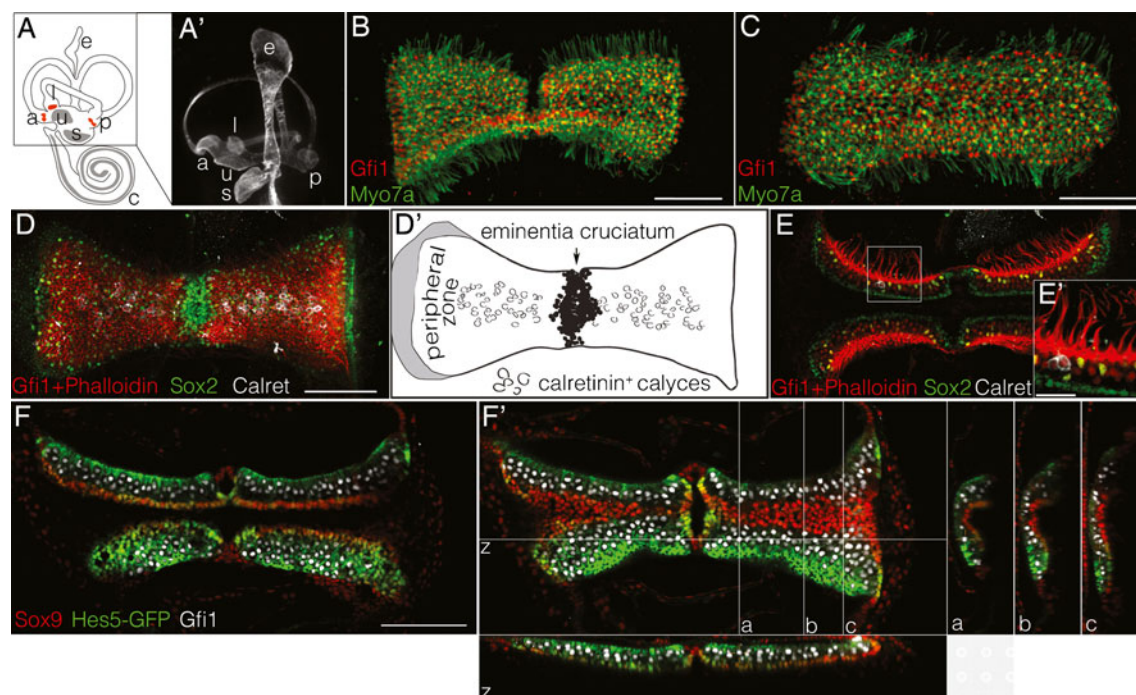 A
e
l
a
u
s
p
c
A'
e
l
a
u
s
p
B
Gfi1
Myo7a
C
Gfi1
Myo7a
D
Gfi1+Phalloidin Sox2 Calret
D'
eminentia cruciatum
peripheral
zone
calretinin⁺ calyces
E
E'
Gfi1+Phalloidin Sox2 Calret
F
Sox9 Hes5-GFP Gfi1
F'
z
a
b
c
a
b
c
z